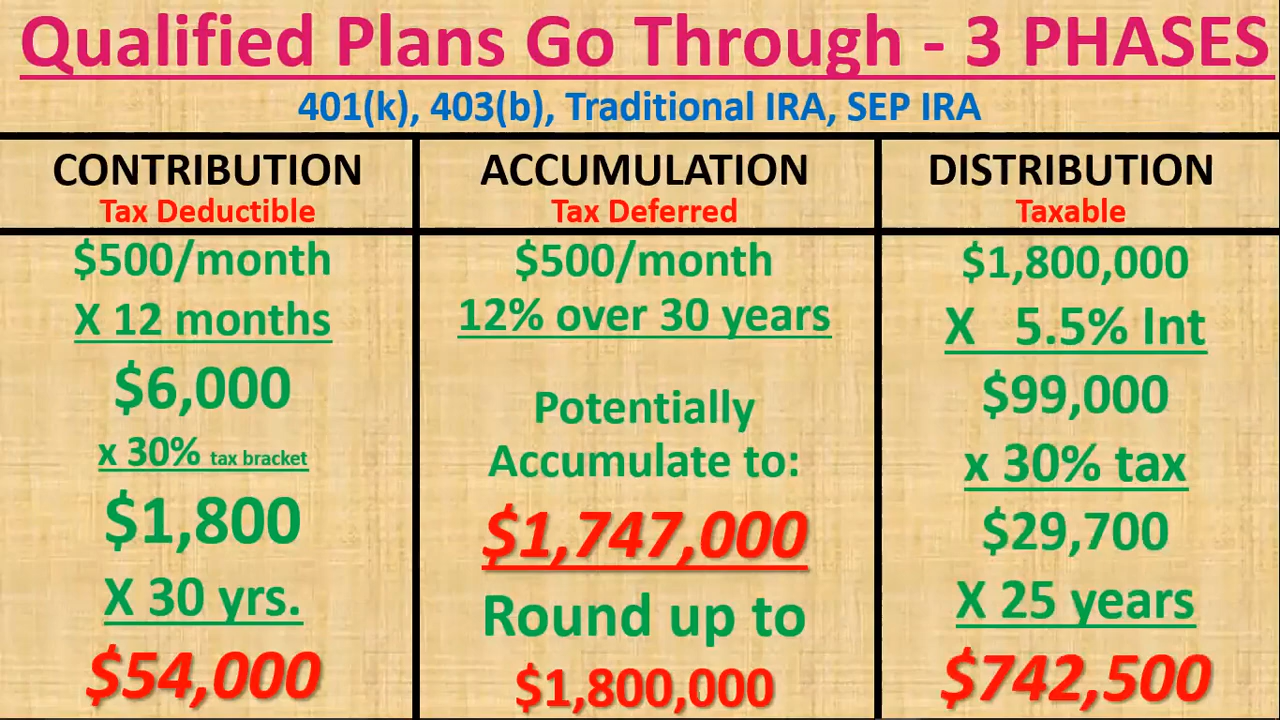 Qualified Plans Go Through - 3 PHASES
401(k), 403(b), Traditional IRA, SEP IRA
CONTRIBUTION
Tax Deductible
$500/month
X 12 months
$6,000
x 30% tax bracket
$1,800
X 30 yrs.
$54,000
ACCUMULATION
Tax Deferred
$500/month
12% over 30 years
Potentially
Accumulate to:
$1,747,000
Round up to
$1,800,000
DISTRIBUTION
Taxable
$1,800,000
X 5.5% Int
$99,000
x 30% tax
$29,700
X 25 years
$742,500